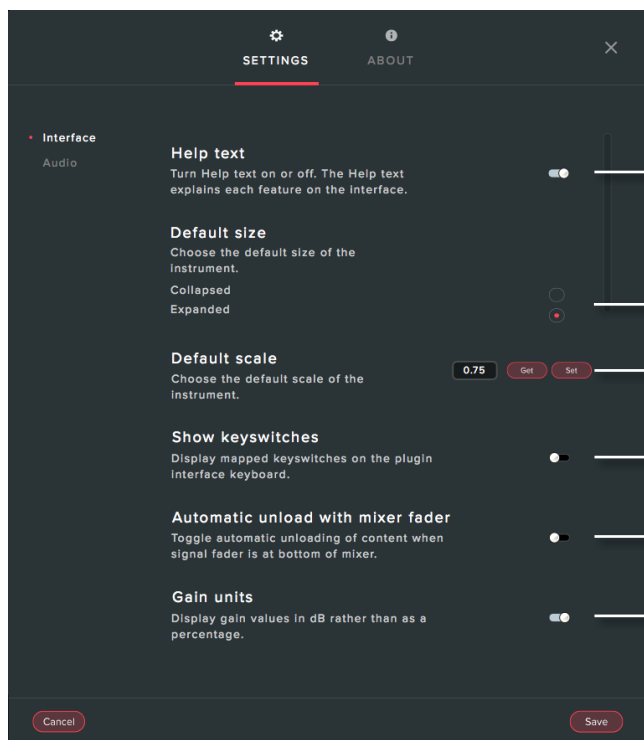 SETTINGS
ABOUT
Interface
Audio
Help text
Turn Help text on or off. The Help text
explains each feature on the interface.
Default size
Choose the default size of the
instrument.
Collapsed
Expanded
Default scale
Choose the default scale of the
instrument.
0.75
Get
Set
Show keyswitches
Display mapped keyswitches on the plugin
interface keyboard.
Automatic unload with mixer fader
Toggle automatic unloading of content when
signal fader is at bottom of mixer.
Gain units
Display gain values in dB rather than as a
percentage.
Cancel
Save